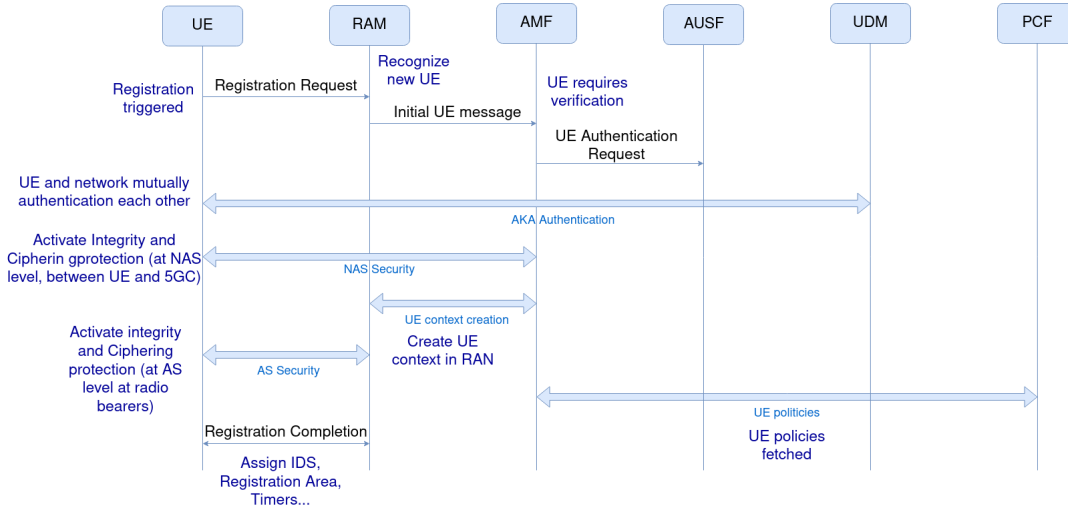 UE
RAM
AMF
AUSF
UDM
PCF
Registration
triggered
Registration Request
Recognize
new UE
Initial UE message
UE requires
verification
UE Authentication
Request
UE and network mutually
authentication each other
AKA Authentication
Activate Integrity and
Cipherin gprotection (at NAS
level, between UE and 5GC)
NAS Security
UE context creation
Create UE
context in RAN
Activate integrity
and Ciphering
protection (at AS
level at radio
bearers)
AS Security
UE politicies
UE policies
fetched
Registration Completion
Assign IDS,
Registration Area,
Timers...